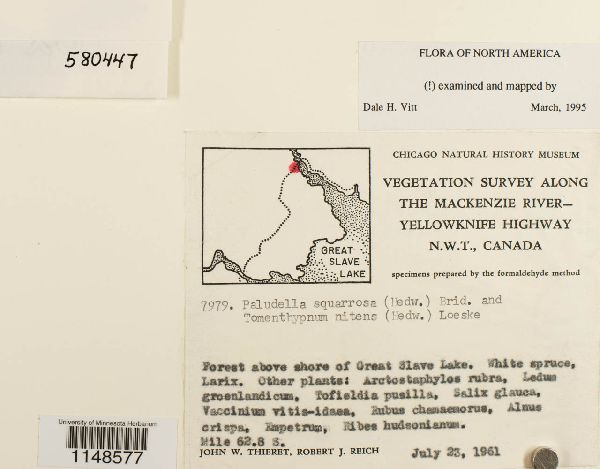 580447
FLORA OF NORTH AMERICA
(!) examined and mapped by
Dale H. Vitt March, 1995
GREAT
SLAVE
LAKE
CHICAGO NATURAL HISTORY MUSEUM
VEGETATION SURVEY ALONG
THE MACKENZIE RIVER—
YELLOWKNIFE HIGHWAY
N.W.T., CANADA
specimens prepared by the formaldehyde method
7979. Paludella squarrosa (Hedw.) Brid. and
Tomenthypnum nitens (Hedw.) Loeske
Forest above shore of Great Slave Lake. White spruce,
Larix. Other plants: Arctostaphylos rubra, Ledum
groenlandicum, Tofieldia pusilla, Salix glauca,
Vaccinium vitis-idaea, Rubus chamaemorus, Alnus
crispa, Empetrum, Ribes hudsonianum.
Mile 62.8 S.
JOHN W. THIERET, ROBERT J. REICH July 23, 1961
University of Minnesota Herbarium
1148577